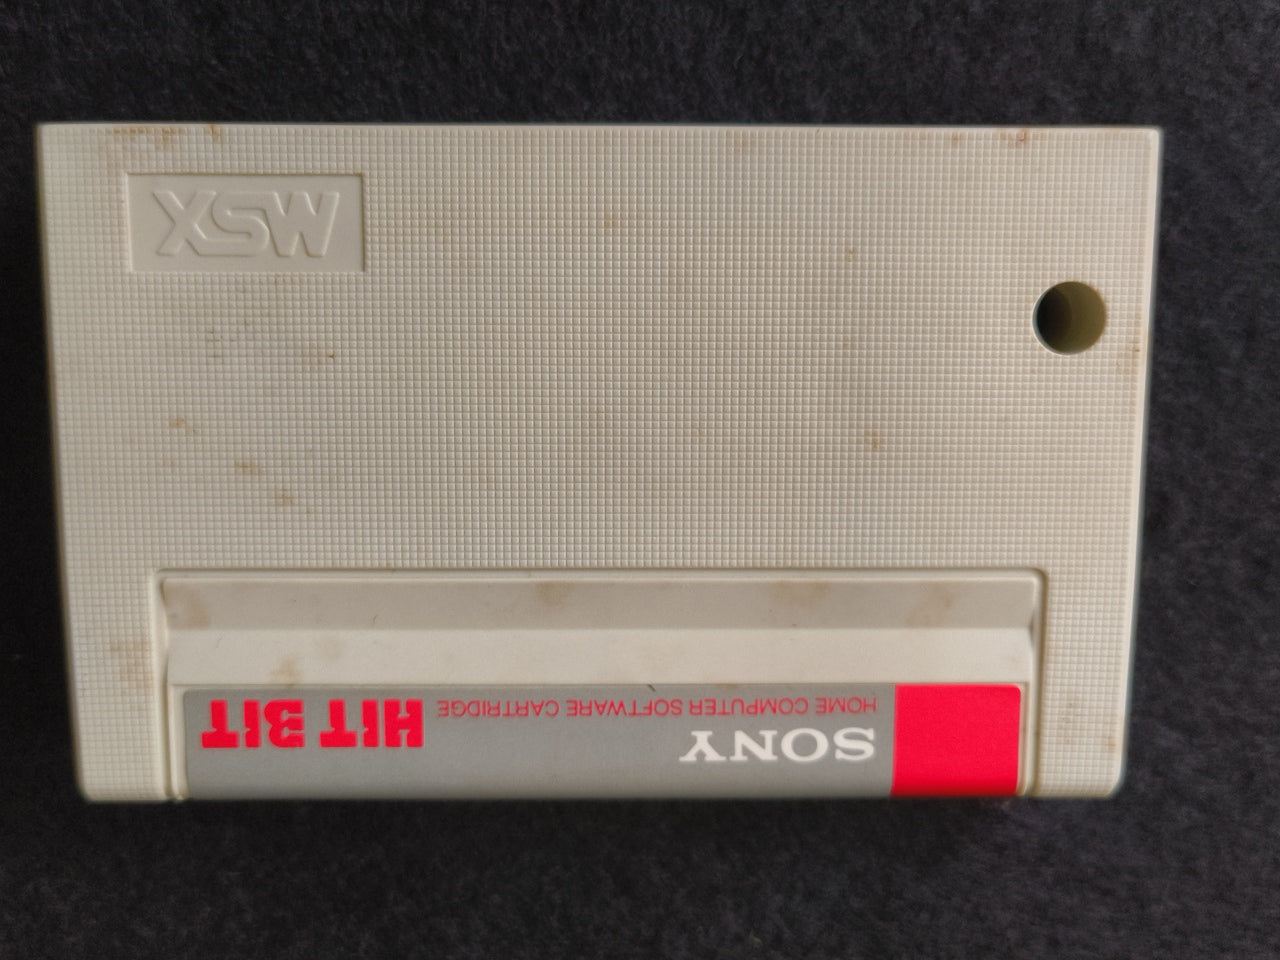 HOME COMPUTER SOFTWARE CARTRIDGE HIT BIT
SONY
MSX